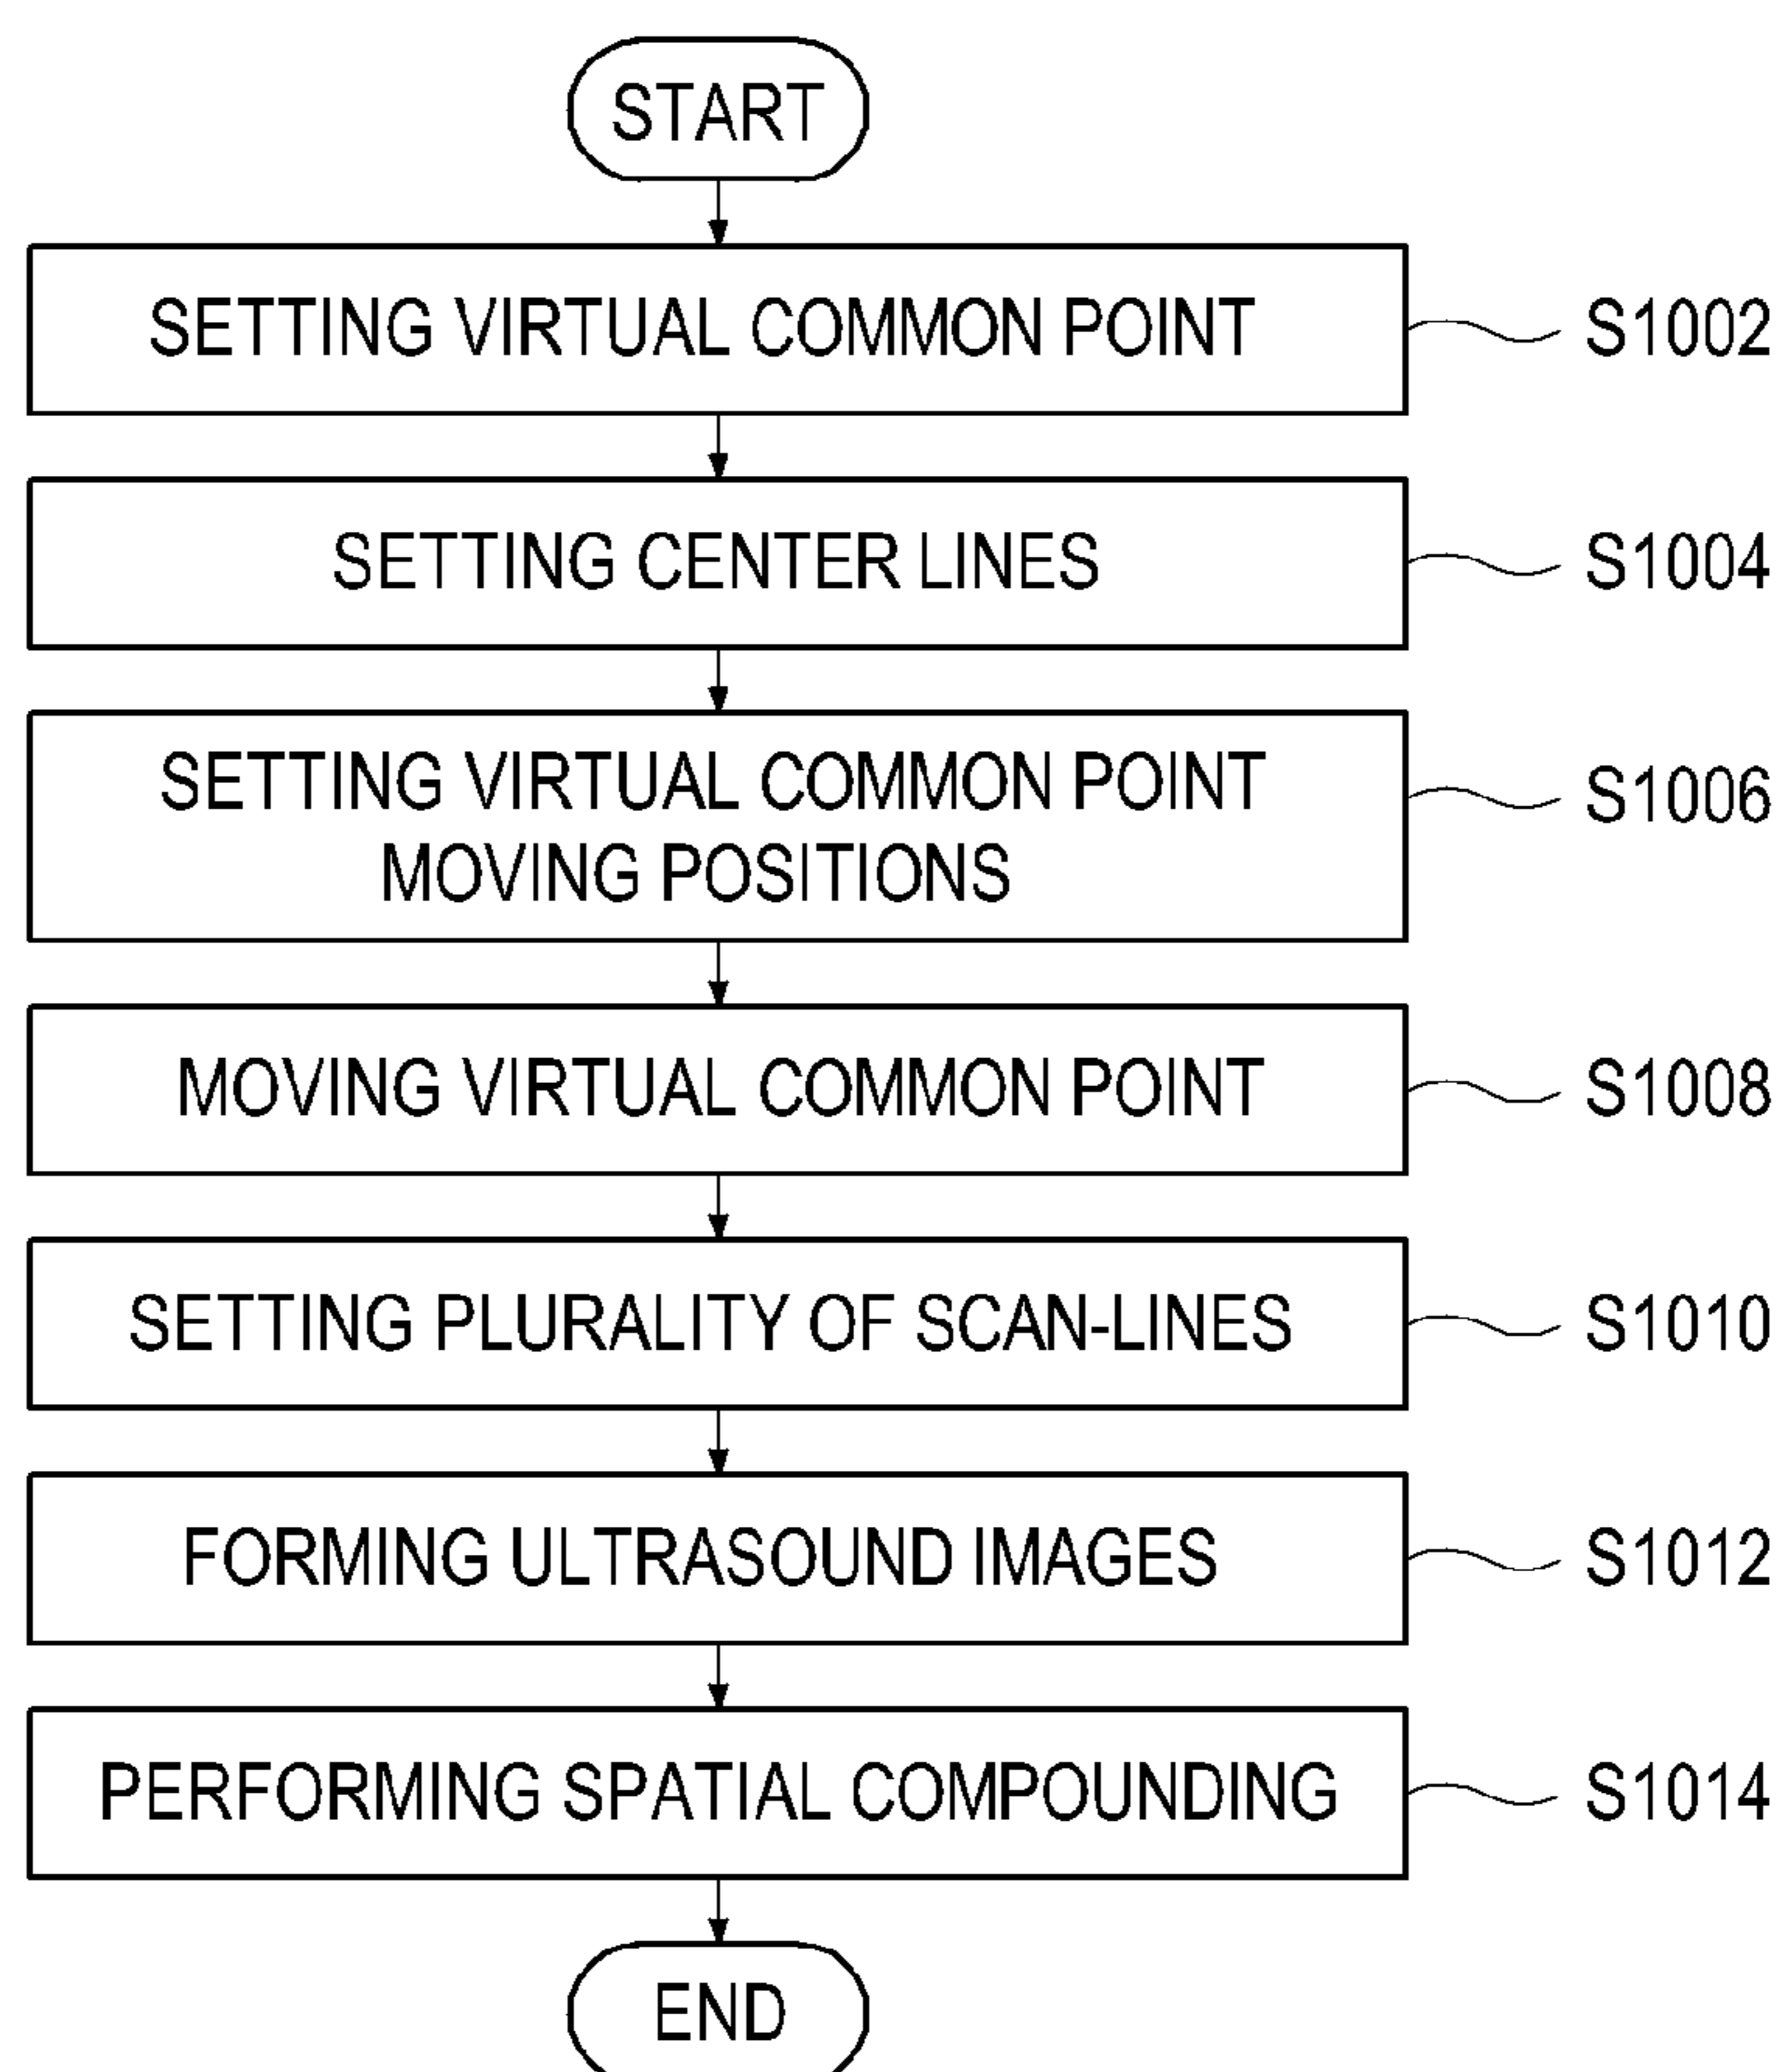 START
SETTING VIRTUAL COMMON POINT
S1002
SETTING CENTER LINES
S1004
SETTING VIRTUAL COMMON POINT
MOVING POSITIONS
S1006
MOVING VIRTUAL COMMON POINT
S1008
SETTING PLURALITY OF SCAN-LINES
S1010
FORMING ULTRASOUND IMAGES
S1012
PERFORMING SPATIAL COMPOUNDING
S1014
END